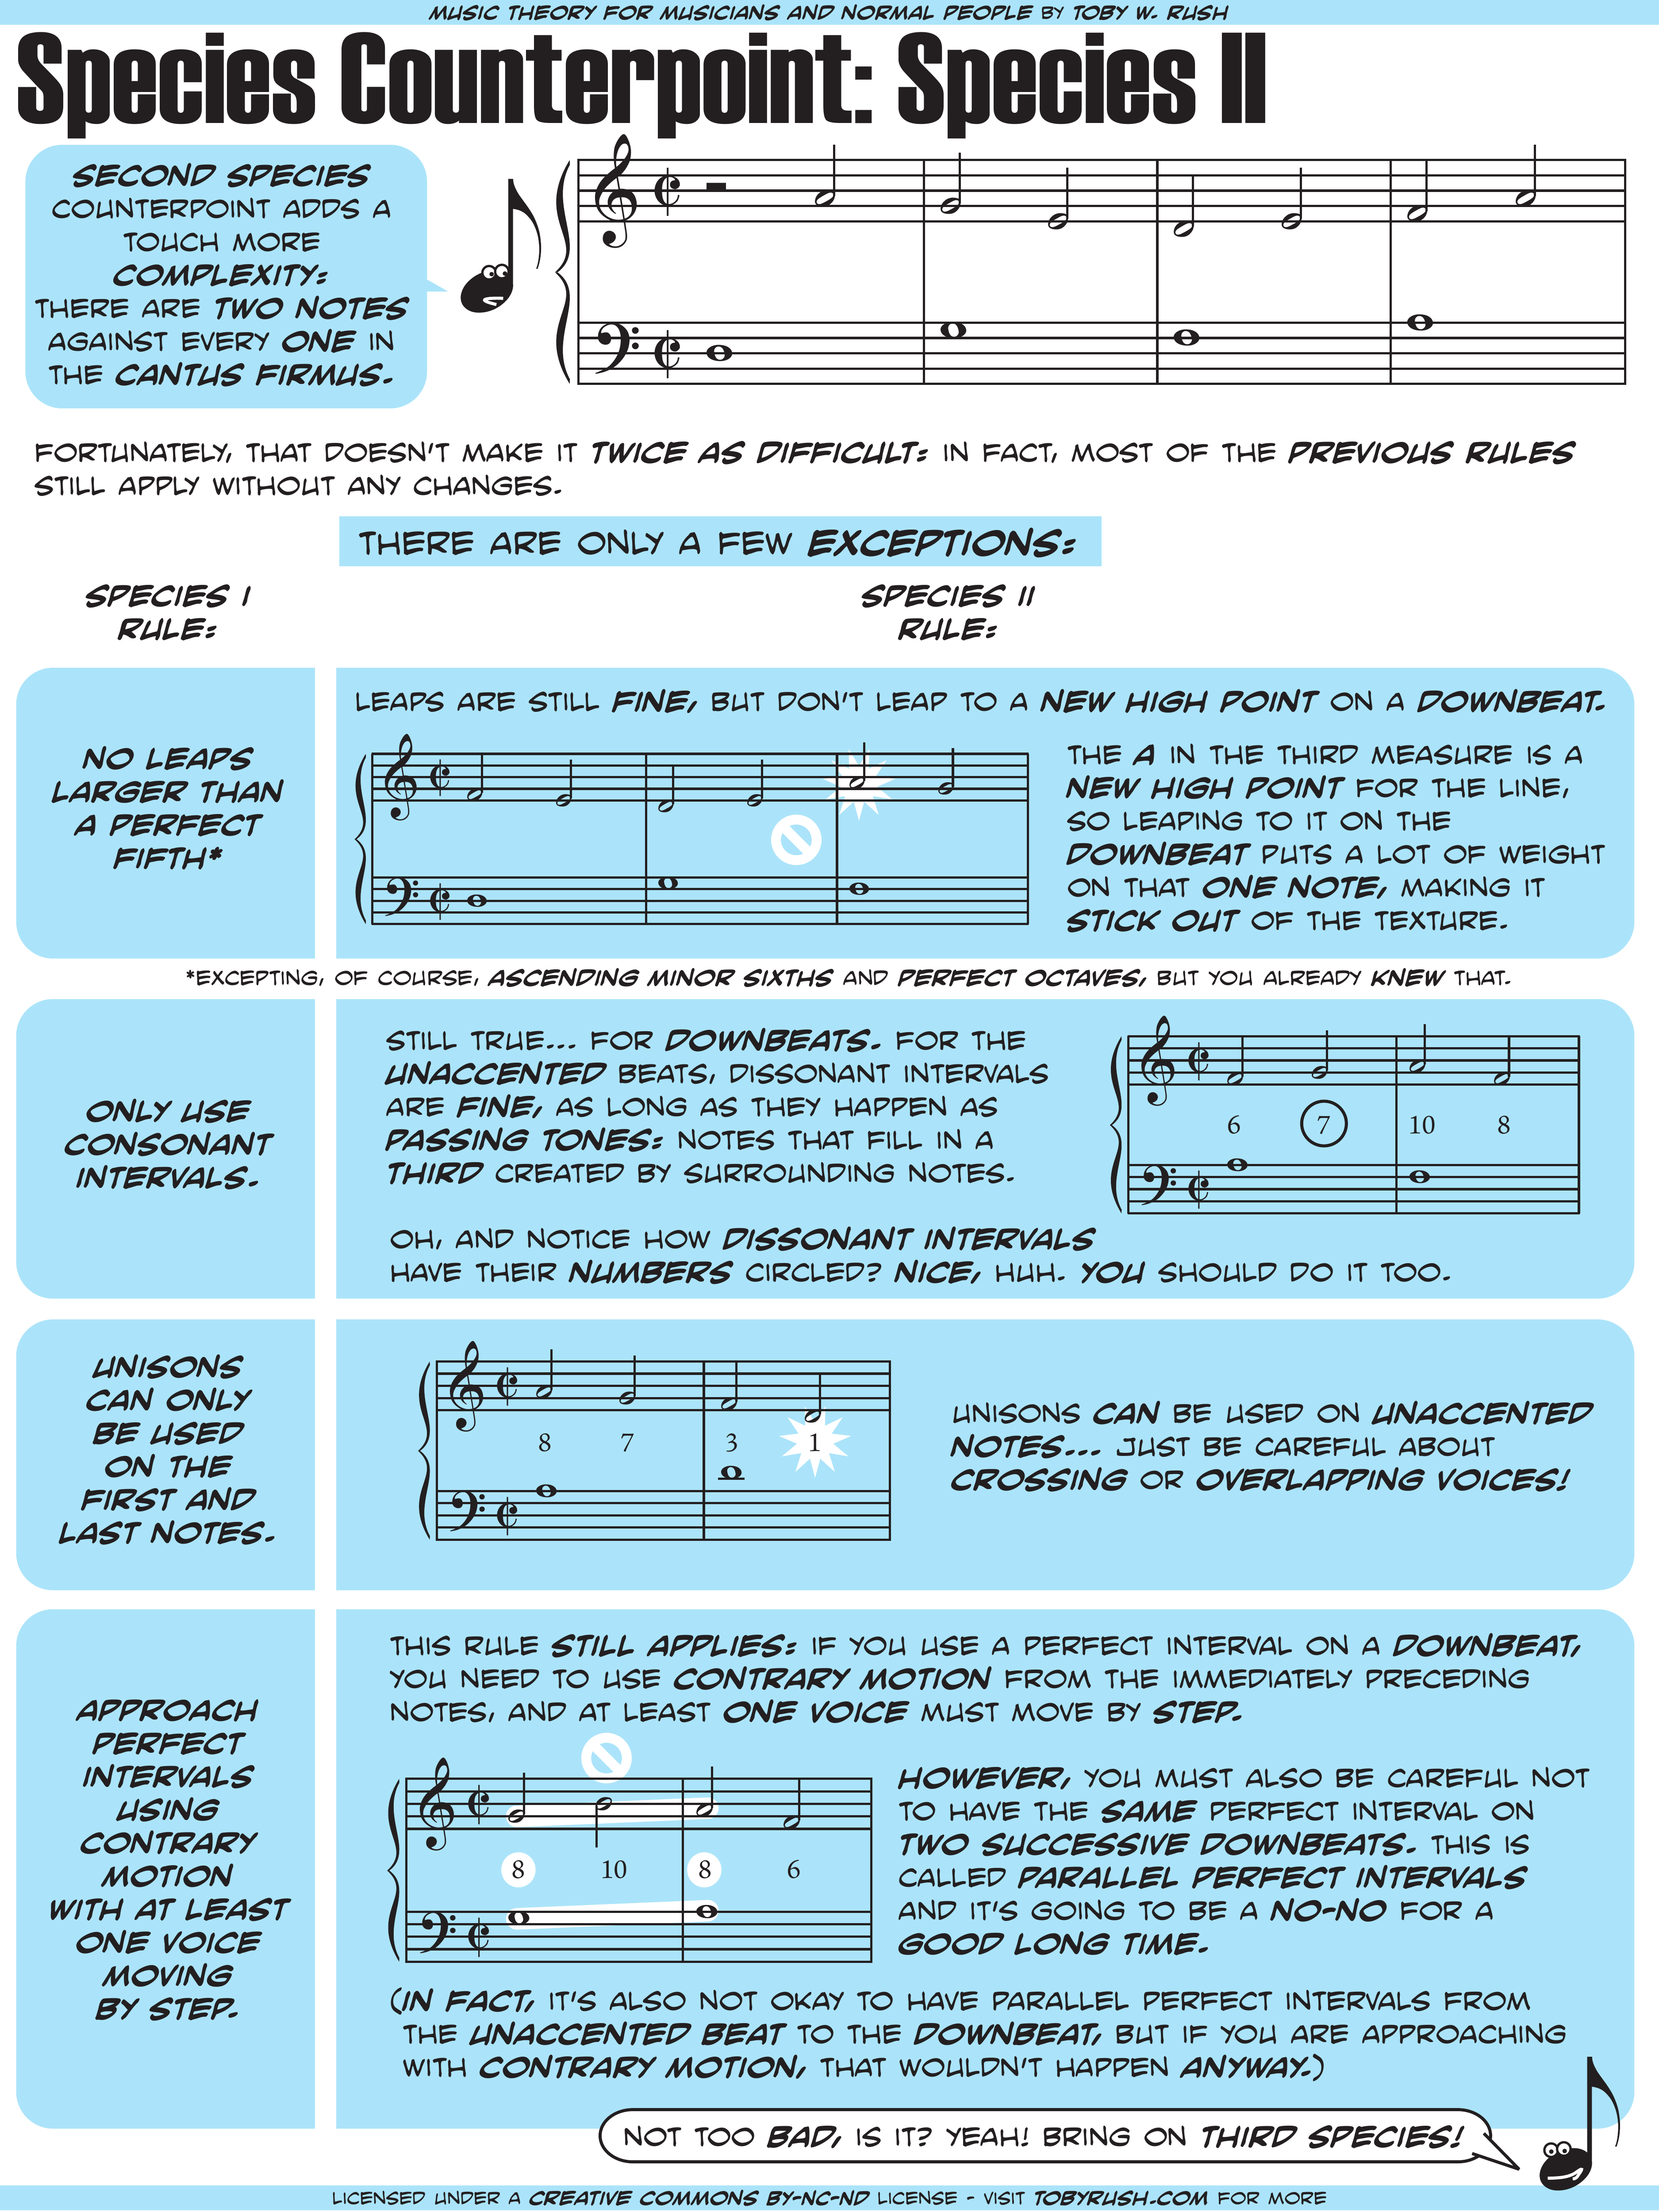 MUSIC THEORY FOR MUSICIANS AND NORMAL PEOPLE BY TOBY W. RUSH
Species Counterpoint: Species II
SECOND SPECIES
COUNTERPOINT ADDS A
TOUCH MORE
COMPLEXITY:
THERE ARE TWO NOTES
AGAINST EVERY ONE IN
THE CANTUS FIRMUS.
FORTUNATELY, THAT DOESN'T MAKE IT TWICE AS DIFFICULT: IN FACT, MOST OF THE PREVIOUS RULES
STILL APPLY WITHOUT ANY CHANGES.
THERE ARE ONLY A FEW EXCEPTIONS:
SPECIES I
RULE:
SPECIES II
RULE:
NO LEAPS
LARGER THAN
A PERFECT
FIFTH*
LEAPS ARE STILL FINE, BUT DON'T LEAP TO A NEW HIGH POINT ON A DOWNBEAT.
THE A IN THE THIRD MEASURE IS A
NEW HIGH POINT FOR THE LINE,
SO LEAPING TO IT ON THE
DOWNBEAT PUTS A LOT OF WEIGHT
ON THAT ONE NOTE, MAKING IT
STICK OUT OF THE TEXTURE.
*EXCEPTING, OF COURSE, ASCENDING MINOR SIXTHS AND PERFECT OCTAVES, BUT YOU ALREADY KNEW THAT.
ONLY USE
CONSONANT
INTERVALS.
STILL TRUE... FOR DOWNBEATS. FOR THE
UNACCENTED BEATS, DISSONANT INTERVALS
ARE FINE, AS LONG AS THEY HAPPEN AS
PASSING TONES: NOTES THAT FILL IN A
THIRD CREATED BY SURROUNDING NOTES.
6 7 10 8
OH, AND NOTICE HOW DISSONANT INTERVALS
HAVE THEIR NUMBERS CIRCLED? NICE, HUH. YOU SHOULD DO IT TOO.
UNISONS
CAN ONLY
BE USED
ON THE
FIRST AND
LAST NOTES.
8 7 3 1
UNISONS CAN BE USED ON UNACCENTED
NOTES... JUST BE CAREFUL ABOUT
CROSSING OR OVERLAPPING VOICES!
APPROACH
PERFECT
INTERVALS
USING
CONTRARY
MOTION
WITH AT LEAST
ONE VOICE
MOVING
BY STEP.
THIS RULE STILL APPLIES: IF YOU USE A PERFECT INTERVAL ON A DOWNBEAT,
YOU NEED TO USE CONTRARY MOTION FROM THE IMMEDIATELY PRECEDING
NOTES, AND AT LEAST ONE VOICE MUST MOVE BY STEP.
8 10 8 6
HOWEVER, YOU MUST ALSO BE CAREFUL NOT
TO HAVE THE SAME PERFECT INTERVAL ON
TWO SUCCESSIVE DOWNBEATS. THIS IS
CALLED PARALLEL PERFECT INTERVALS
AND IT'S GOING TO BE A NO-NO FOR A
GOOD LONG TIME.
(IN FACT, IT'S ALSO NOT OKAY TO HAVE PARALLEL PERFECT INTERVALS FROM
THE UNACCENTED BEAT TO THE DOWNBEAT, BUT IF YOU ARE APPROACHING
WITH CONTRARY MOTION, THAT WOULDN'T HAPPEN ANYWAY.)
NOT TOO BAD, IS IT? YEAH! BRING ON THIRD SPECIES!
LICENSED UNDER A CREATIVE COMMONS BY-NC-ND LICENSE - VISIT TOBYRUSH.COM FOR MORE